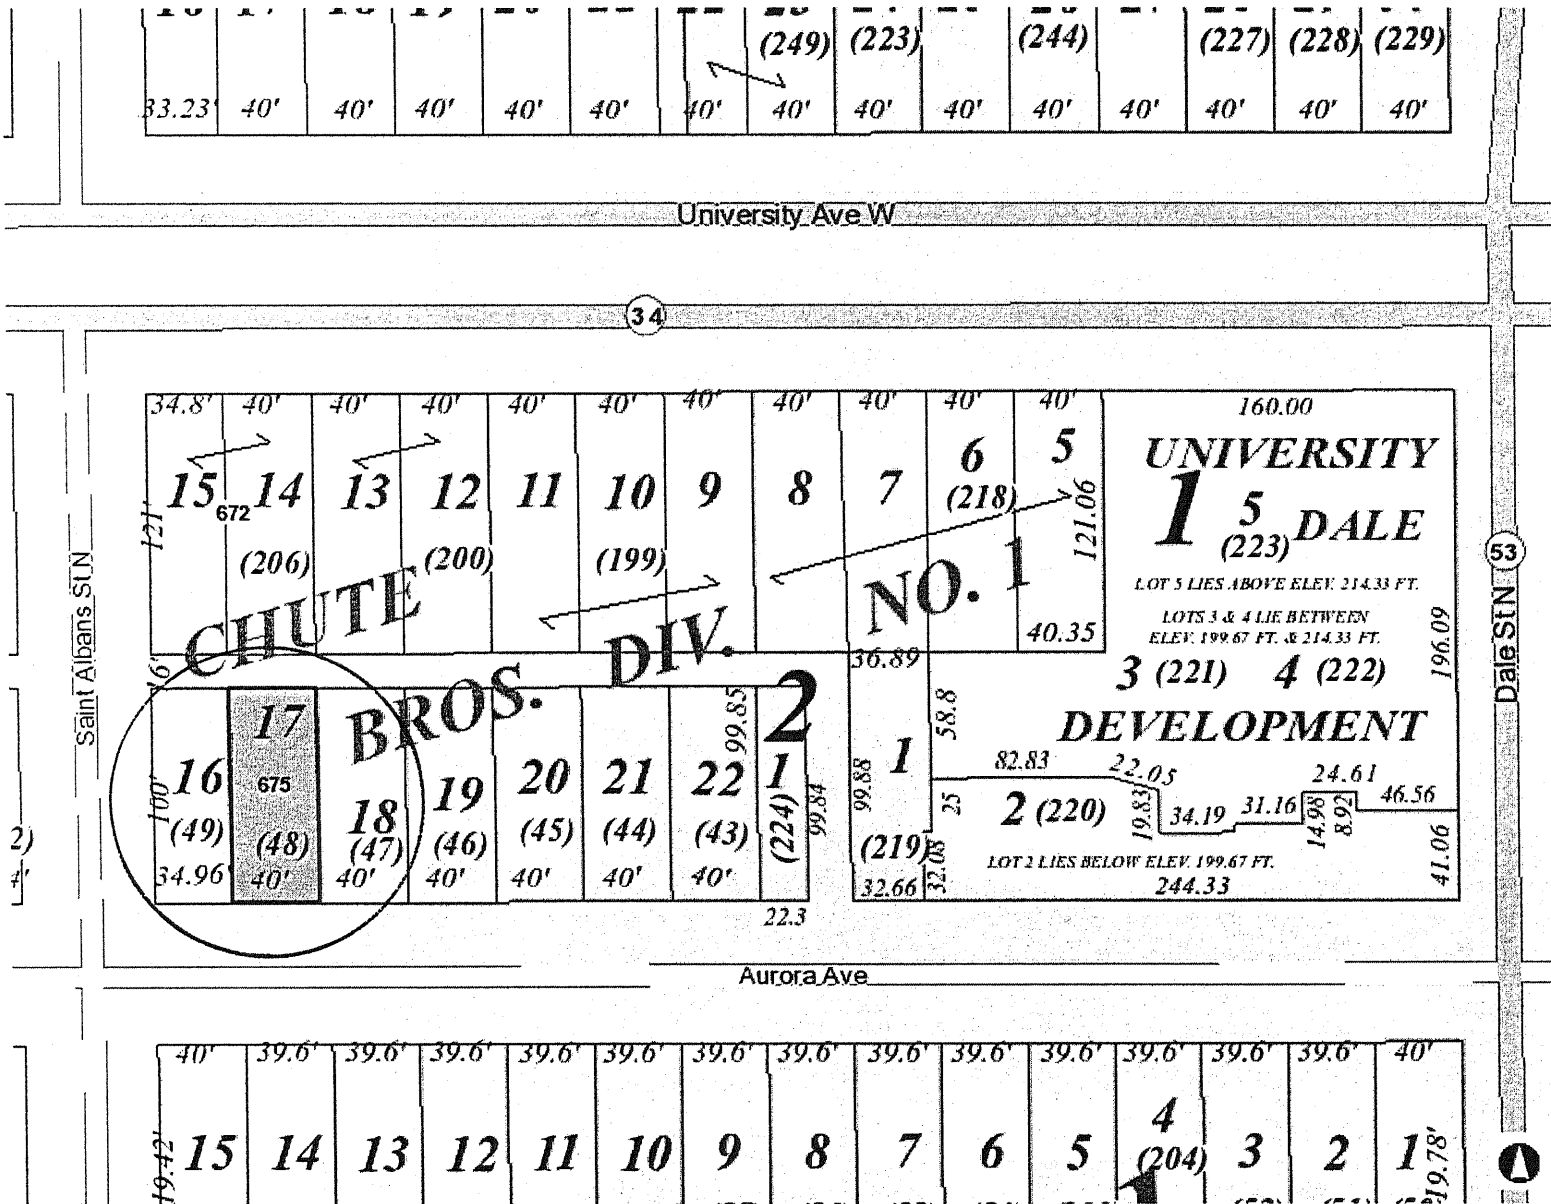 (249) (223) (244) (227) (228) (229)
33.23' 40' 40' 40' 40' 40' 40' 40' 40' 40' 40' 40' 40' 40' 40'
University Ave W
34
34.8' 40' 40' 40' 40' 40' 40' 40' 40' 40' 40' 160.00
15 14 13 12 11 10 9 8 7 6 5
672
(206) (200) (199) (218)
121' 121.06
40.35
36.89
UNIVERSITY
1 5 DALE
(223)
LOT 5 LIES ABOVE ELEV. 214.33 FT.
LOTS 3 & 4 LIE BETWEEN
ELEV. 199.67 FT. & 214.33 FT.
3 (221) 4 (222)
DEVELOPMENT
196.09
53
Dale St N
Saint Albans St N
CHUTE
BROS. DIV. NO. 1
2
16'
17
675
16 18 19 20 21 22 1 1
100' 99.85 99.84 99.88 58.8 25 32.08
(49) (48) (47) (46) (45) (44) (43) (224) (219)
34.96' 40' 40' 40' 40' 40' 40' 22.3 32.66
82.83 22.05 24.61
2 (220) 19.83 34.19 31.16 14.98 8.92 46.56
LOT 2 LIES BELOW ELEV. 199.67 FT.
244.33 41.06
2)
4'
Aurora Ave
40' 39.6' 39.6' 39.6' 39.6' 39.6' 39.6' 39.6' 39.6' 39.6' 39.6' 39.6' 39.6' 39.6' 40'
15 14 13 12 11 10 9 8 7 6 5 4 3 2 1
(204)
19.42' 19.78'